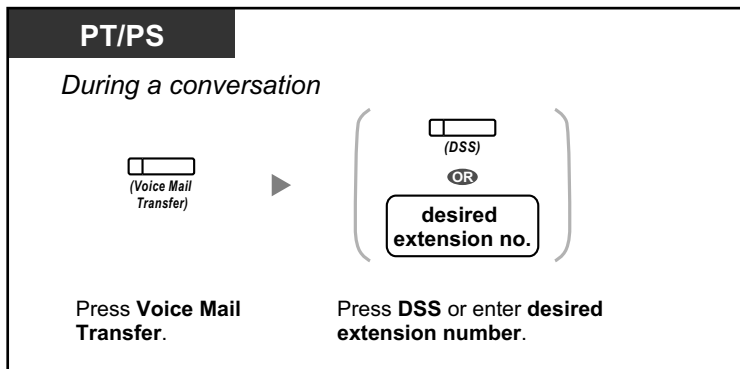 PT/PS
During a conversation
(Voice Mail
Transfer)
(DSS)
OR
desired
extension no.
Press Voice Mail
Transfer.
Press DSS or enter desired
extension number.